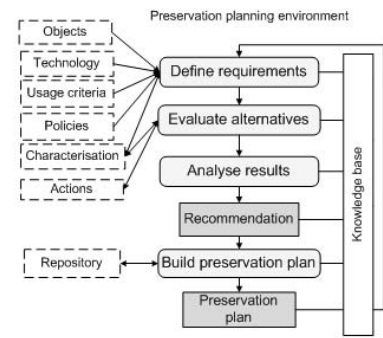 Preservation planning environment
Objects
Technology
Usage criteria
Policies
Characterisation
Actions
Repository
Define requirements
Evaluate alternatives
Analyse results
Recommendation
Build preservation plan
Preservation
plan
Knowledge base